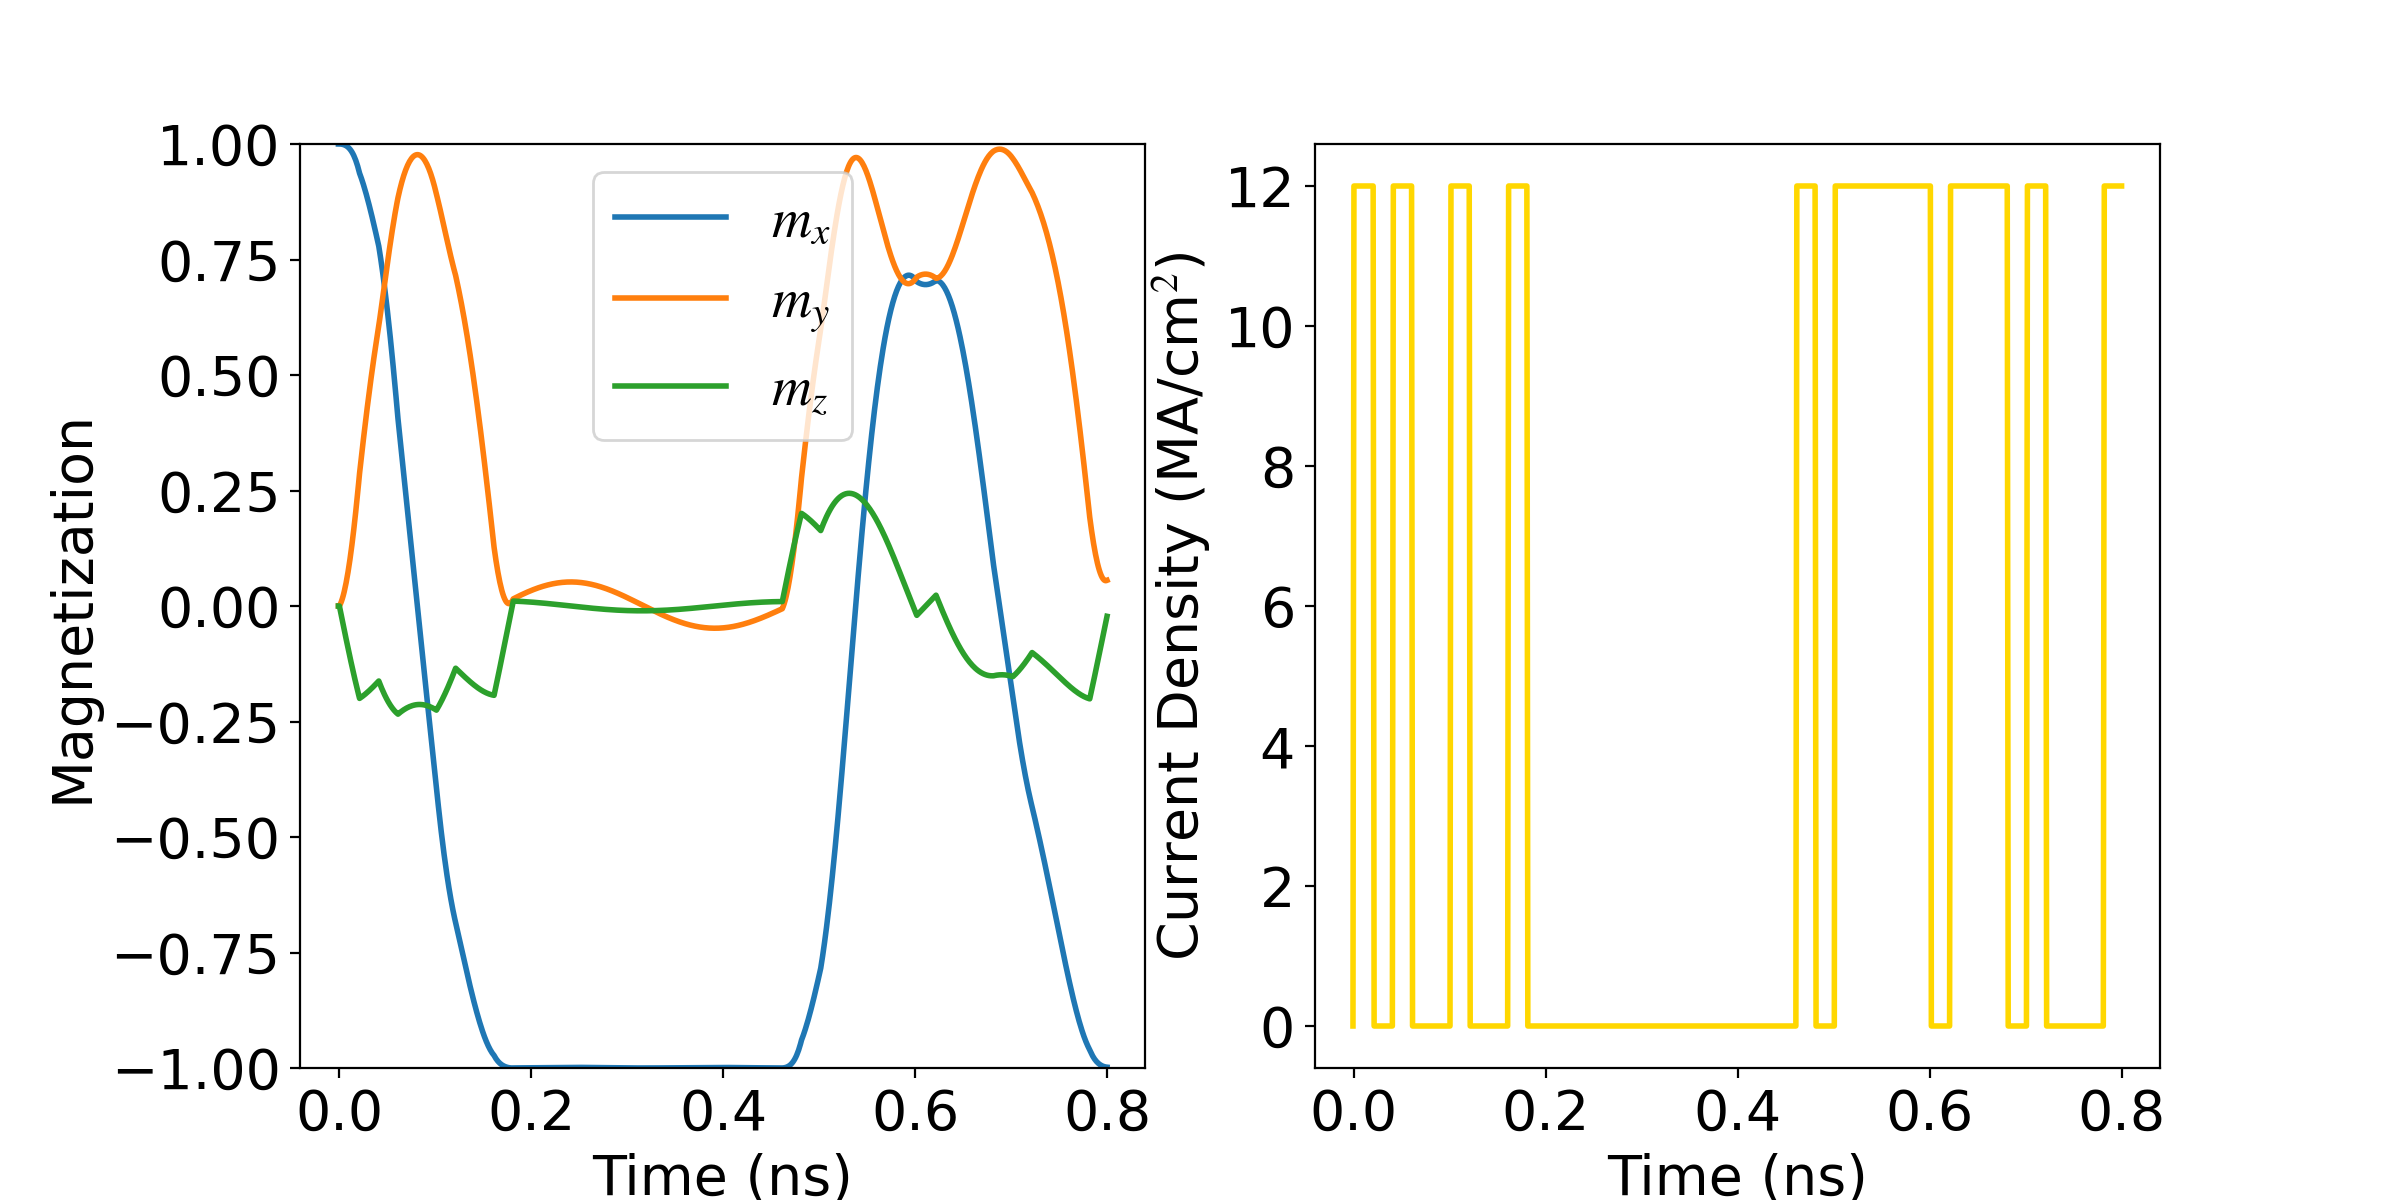 Magnetization
1.00
0.75
0.50
0.25
0.00
−0.25
−0.50
−0.75
−1.00
m_x
m_y
m_z
0.0 0.2 0.4 0.6 0.8
Time (ns)
Current Density (MA/cm²)
12
10
8
6
4
2
0
0.0 0.2 0.4 0.6 0.8
Time (ns)